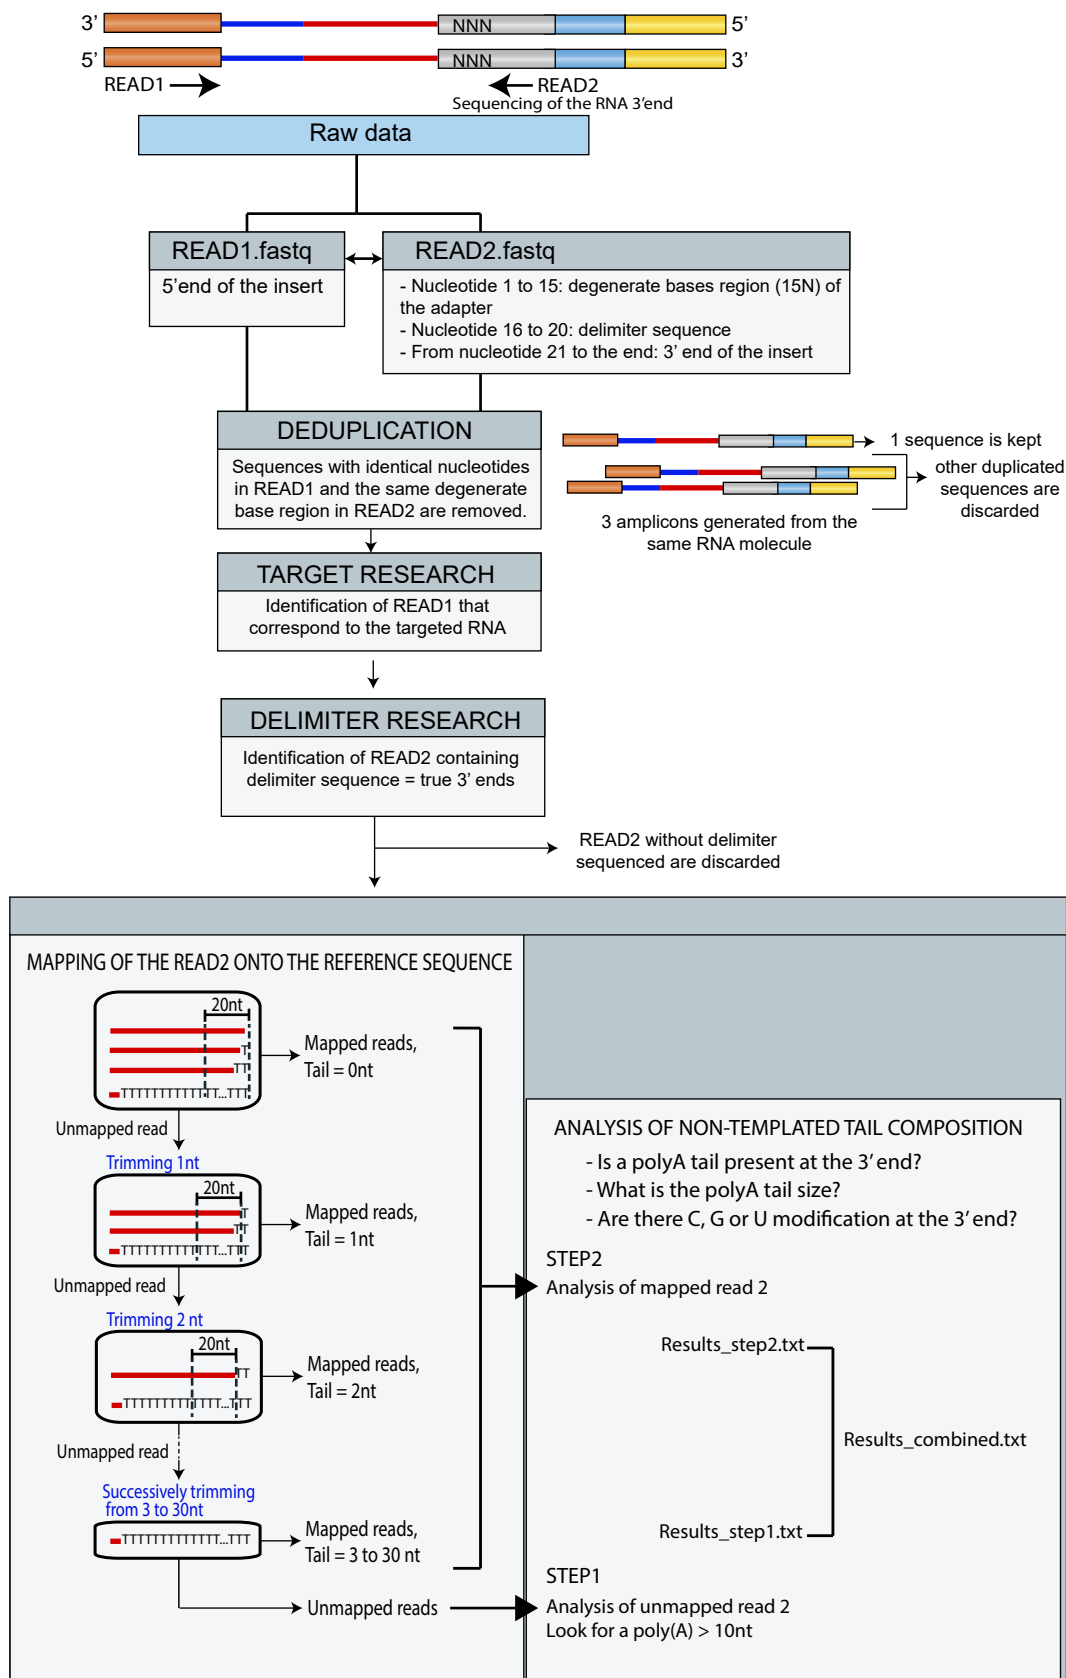 3’
NNN
5’
5’
NNN
3’
READ1
READ2
Sequencing of the RNA 3’end
Raw data
READ1.fastq
5’end of the insert
READ2.fastq
- Nucleotide 1 to 15: degenerate bases region (15N) of
the adapter
- Nucleotide 16 to 20: delimiter sequence
- From nucleotide 21 to the end: 3’ end of the insert
DEDUPLICATION
Sequences with identical nucleotides
in READ1 and the same degenerate
base region in READ2 are removed.
1 sequence is kept
other duplicated
sequences are
discarded
3 amplicons generated from the
same RNA molecule
TARGET RESEARCH
Identification of READ1 that
correspond to the targeted RNA
DELIMITER RESEARCH
Identification of READ2 containing
delimiter sequence = true 3’ ends
READ2 without delimiter
sequenced are discarded
MAPPING OF THE READ2 ONTO THE REFERENCE SEQUENCE
20nt
T
TT
TTTTTTTTTTTTTT...TTT
Mapped reads,
Tail = 0nt
Unmapped read
Trimming 1nt
20nt
T
TT
TTTTTTTTTTTTTT...TTT
Mapped reads,
Tail = 1nt
Unmapped read
Trimming 2 nt
20nt
TT
TTTTTTTTTTTTTT...TTT
Mapped reads,
Tail = 2nt
Unmapped read
Successively trimming
from 3 to 30nt
TTTTTTTTTTTTTT...TTT
Mapped reads,
Tail = 3 to 30 nt
Unmapped reads
ANALYSIS OF NON-TEMPLATED TAIL COMPOSITION
- Is a polyA tail present at the 3’ end?
- What is the polyA tail size?
- Are there C, G or U modification at the 3’ end?
STEP2
Analysis of mapped read 2
Results_step2.txt
Results_combined.txt
Results_step1.txt
STEP1
Analysis of unmapped read 2
Look for a poly(A) > 10nt